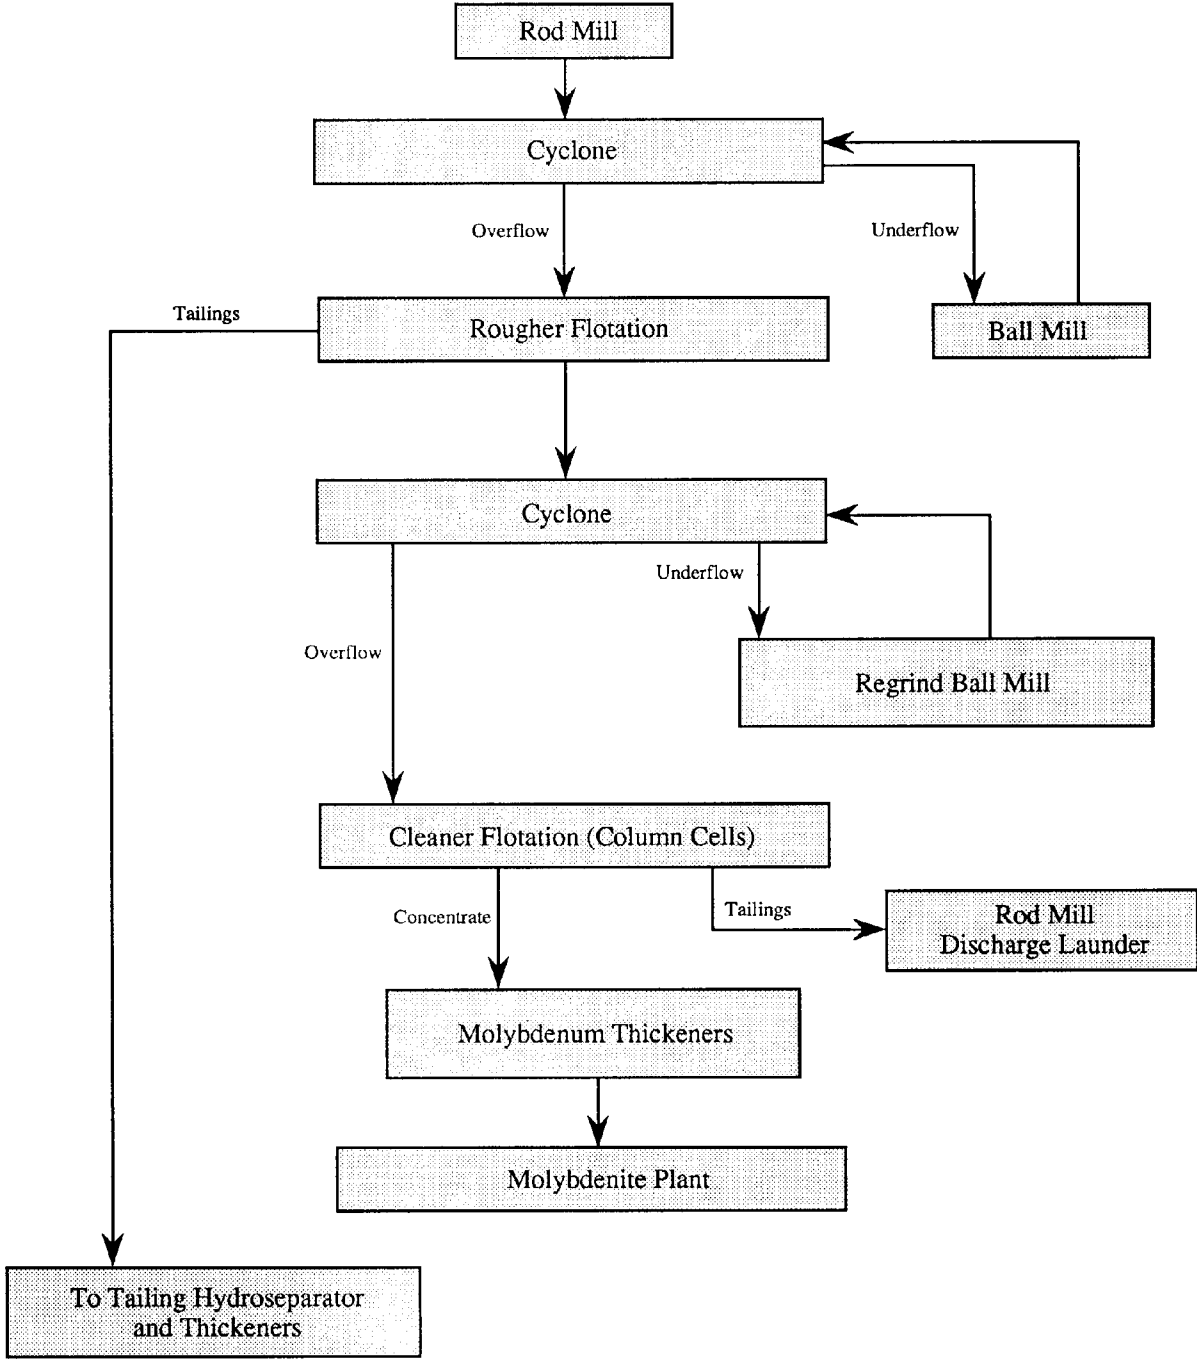 Rod Mill
Cyclone
Overflow
Underflow
Tailings
Rougher Flotation
Ball Mill
Cyclone
Underflow
Overflow
Regrind Ball Mill
Cleaner Flotation (Column Cells)
Concentrate
Tailings
Rod Mill
Discharge Launder
Molybdenum Thickeners
Molybdenite Plant
To Tailing Hydroseparator
and Thickeners